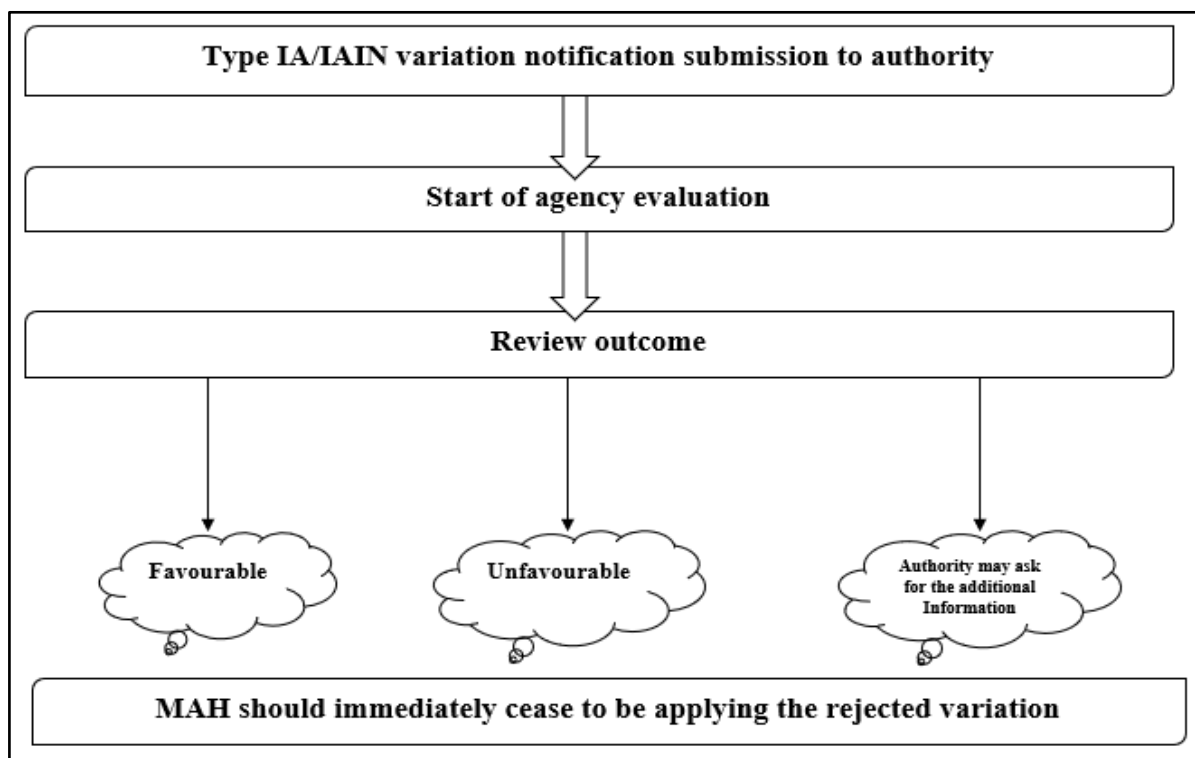 Type IA/IAIN variation notification submission to authority
Start of agency evaluation
Review outcome
Favourable
Unfavourable
Authority may ask
for the additional
Information
MAH should immediately cease to be applying the rejected variation